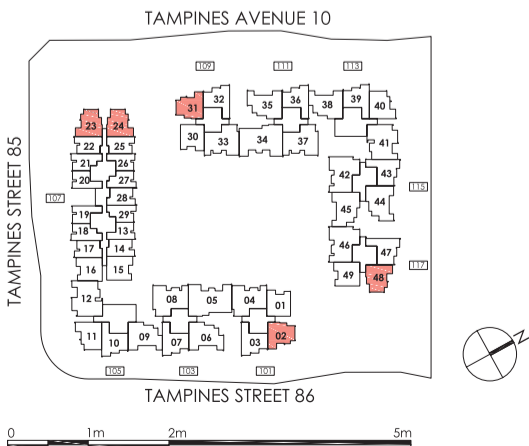 TAMPINES AVENUE 10
109 111 113
31 32 35 36 38 39 40
23 24
30 33 34 37 41
22 25
21 26
20 27
42 43
TAMPINES STREET 85
107
28
115
19 29
45 44
18 13
17 14
46 47
117
16 15
49 48
12
08 05 04 01
11 10 09 07 06 03 02
105 103 101
TAMPINES STREET 86
N
0 1m 2m 5m